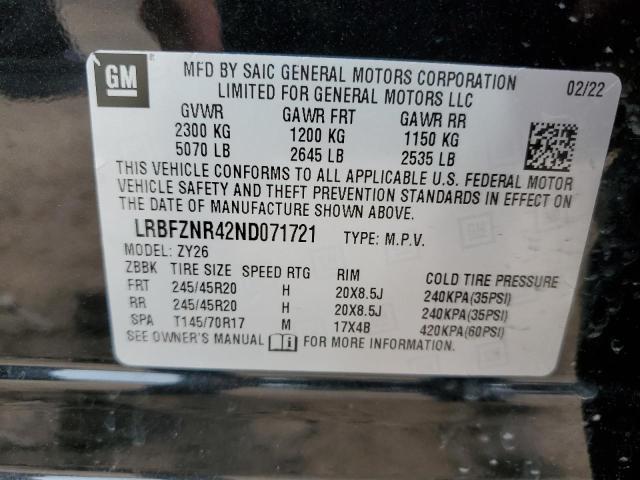 GM
MFD BY SAIC GENERAL MOTORS CORPORATION 02/22
LIMITED FOR GENERAL MOTORS LLC
GVWR GAWR FRT GAWR RR
2300 KG 1200 KG 1150 KG
5070 LB 2645 LB 2535 LB
THIS VEHICLE CONFORMS TO ALL APPLICABLE U.S. FEDERAL MOTOR
VEHICLE SAFETY AND THEFT PREVENTION STANDARDS IN EFFECT ON
THE DATE OF MANUFACTURE SHOWN ABOVE.
LRBFZNR42ND071721 TYPE: M.P.V.
MODEL: ZY26
ZBBK TIRE SIZE SPEED RTG RIM COLD TIRE PRESSURE
FRT 245/45R20 H 20X8.5J 240KPA(35PSI)
RR 245/45R20 H 20X8.5J 240KPA(35PSI)
SPA T145/70R17 M 17X4B 420KPA(60PSI)
SEE OWNER'S MANUAL i FOR MORE INFORMATION.